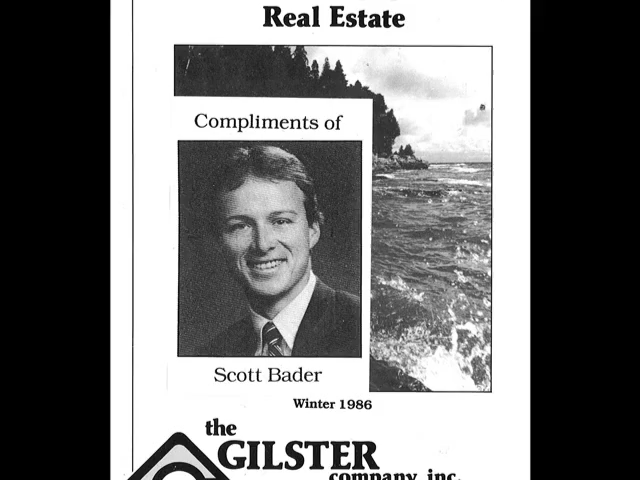 Real Estate
Compliments of
Scott Bader
Winter 1986
the
GILSTER
company, inc.